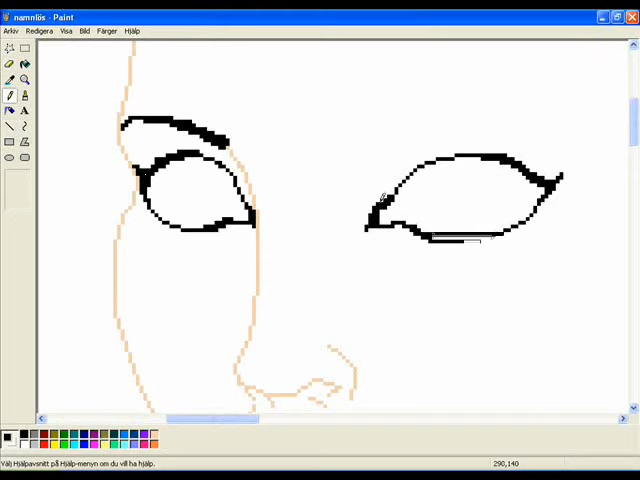 namnlös - Paint
Arkiv Redigera Visa Bild Färger Hjälp
A
Välj Hjälpavsnitt på Hjälp-menyn om du vill ha hjälp.
290,140